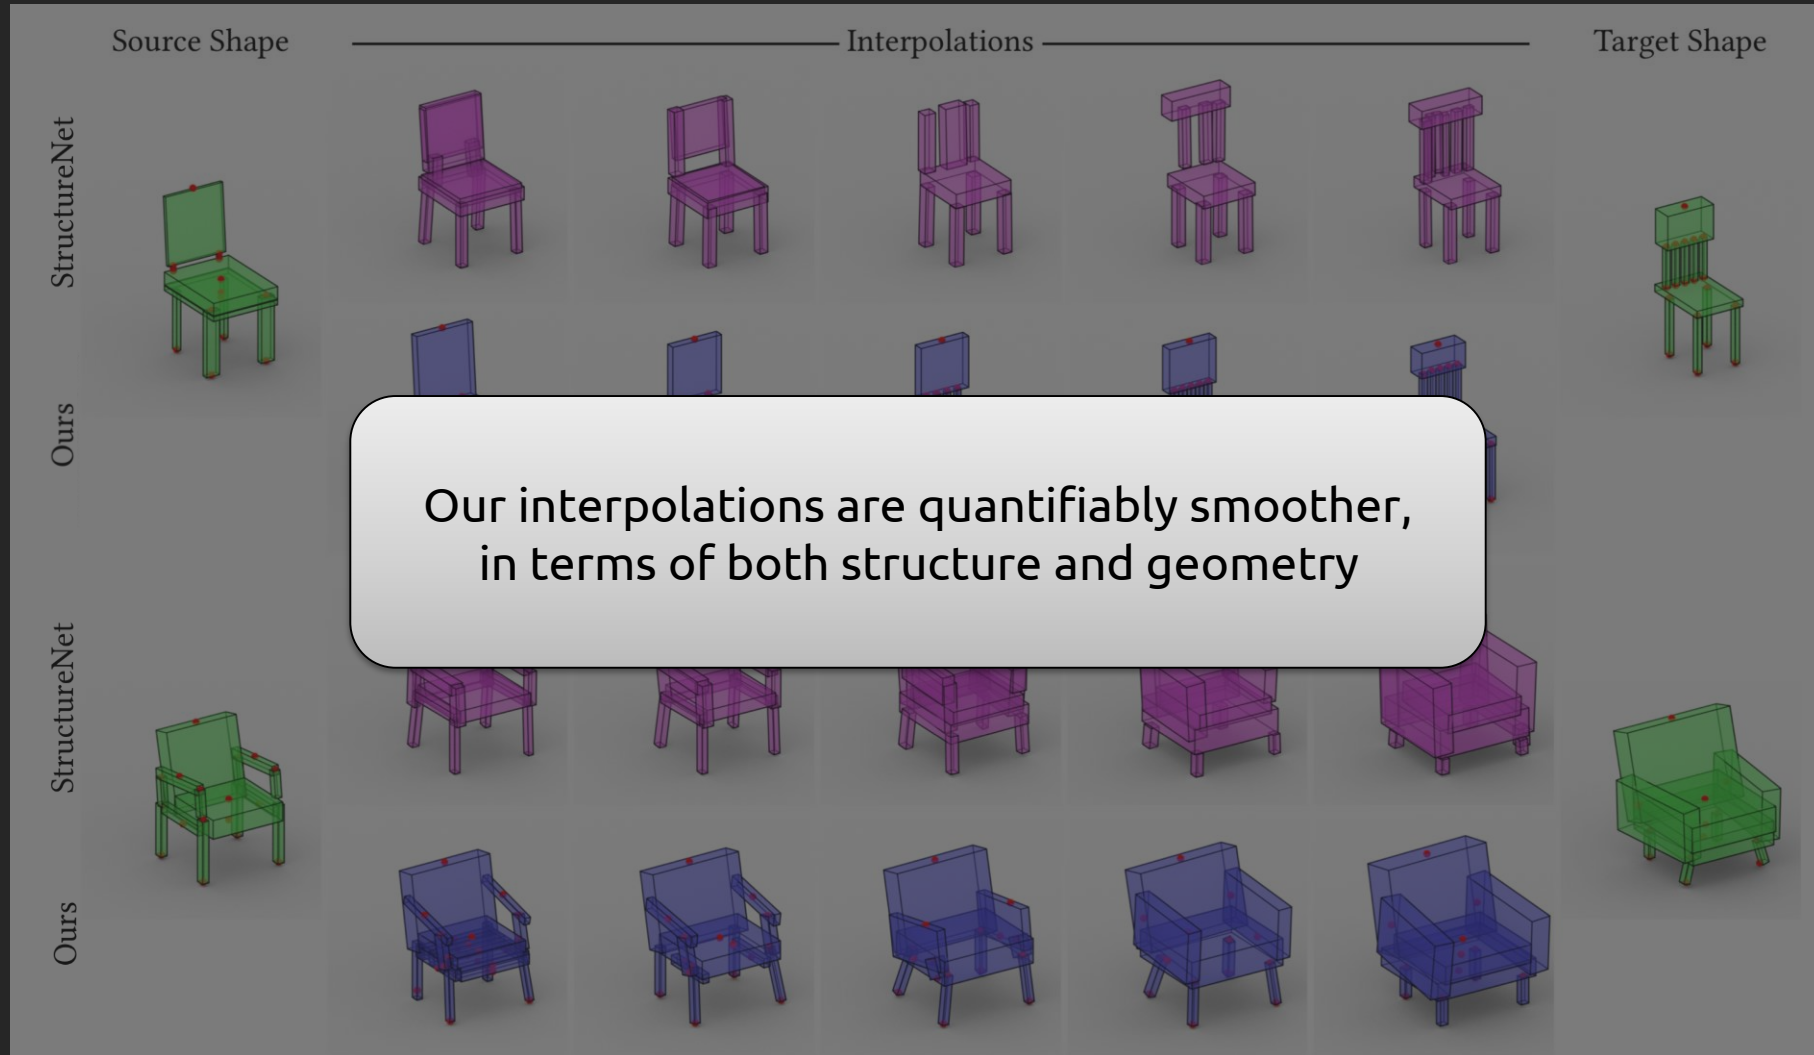 Source Shape
Interpolations
Target Shape
StructureNet
Ours
Our interpolations are quantifiably smoother,
in terms of both structure and geometry
StructureNet
Ours